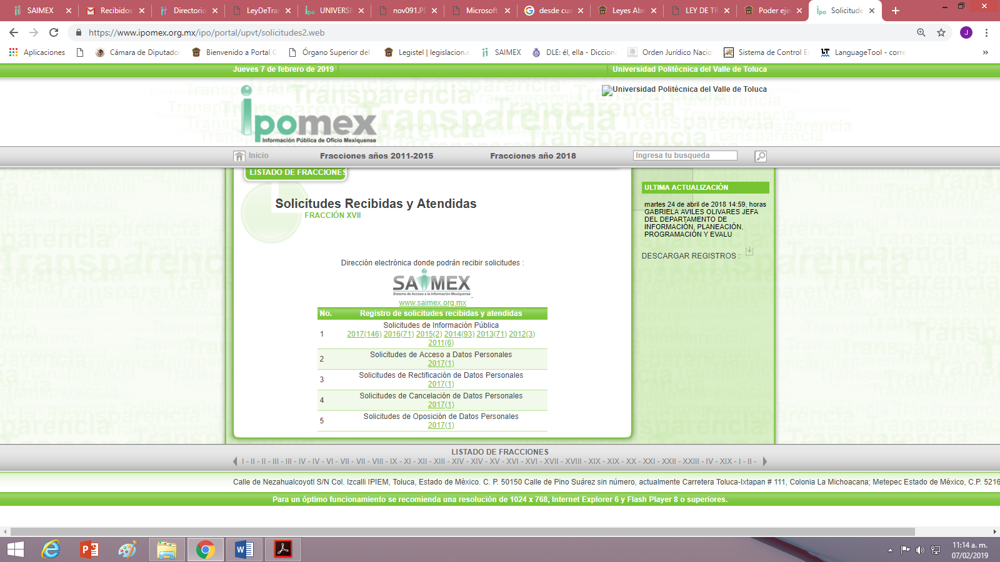 SAIMEX
Recibidos
Directorio
LeyDeTra
UNIVERSI
nov091.P
Microsoft
desde cua
Leyes Abr
LEY DE TR
Poder eje
Solicitude
https://www.ipomex.org.mx/ipo/portal/upvt/solicitudes2.web
J
Aplicaciones
Cámara de Diputados
Bienvenido a Portal C
Órgano Superior del
Legistel | legislacion.e
SAIMEX
DLE: él, ella - Diccion
Orden Jurídico Nacio
Sistema de Control Es
LanguageTool - corre
»
Jueves 7 de febrero de 2019
Universidad Politécnica del Valle de Toluca
Universidad Politécnica del Valle de Toluca
Transparencia
ipomex
Información Pública de Oficio Mexiquense
Inicio
Fracciones años 2011-2015
Fracciones año 2018
Ingresa tu busqueda
LISTADO DE FRACCIONES
Solicitudes Recibidas y Atendidas
FRACCIÓN XVII
ULTIMA ACTUALIZACIÓN
martes 24 de abril de 2018 14:59, horas
GABRIELA AVILES OLIVARES JEFA
DEL DEPARTAMENTO DE
INFORMACIÓN, PLANEACIÓN,
PROGRAMACIÓN Y EVALU
DESCARGAR REGISTROS :
Dirección electrónica donde podrán recibir solicitudes :
SAIMEX
Sistema de Acceso a la Información Mexiquense
www.saimex.org.mx
No. Registro de solicitudes recibidas y atendidas
Solicitudes de Información Pública
1 2017(146) 2016(71) 2015(2) 2014(93) 2013(71) 2012(3)
2011(6)
Solicitudes de Acceso a Datos Personales
2 2017(1)
Solicitudes de Rectificación de Datos Personales
3 2017(1)
Solicitudes de Cancelación de Datos Personales
4 2017(1)
Solicitudes de Oposición de Datos Personales
5 2017(1)
LISTADO DE FRACCIONES
I - II - II - III - III - IV - IV - VI - VII - VII - VIII - IX - XI - XII - XIII - XIV - XIV - XV - XVI - XVI - XVII - XVIII - XIX - XIX - XX - XXI - XXII - XXIII - IV - XIX - I - II -
Calle de Nezahualcoyotl S/N Col. Izcalli IPIEM, Toluca, Estado de México. C. P. 50150 Calle de Pino Suárez sin número, actualmente Carretera Toluca-Ixtapan # 111, Colonia La Michoacana; Metepec Estado de México, C.P. 5216
Para un óptimo funcionamiento se recomienda una resolución de 1024 x 768, Internet Explorer 6 y Flash Player 8 o superiores.
11:14 a. m.
07/02/2019